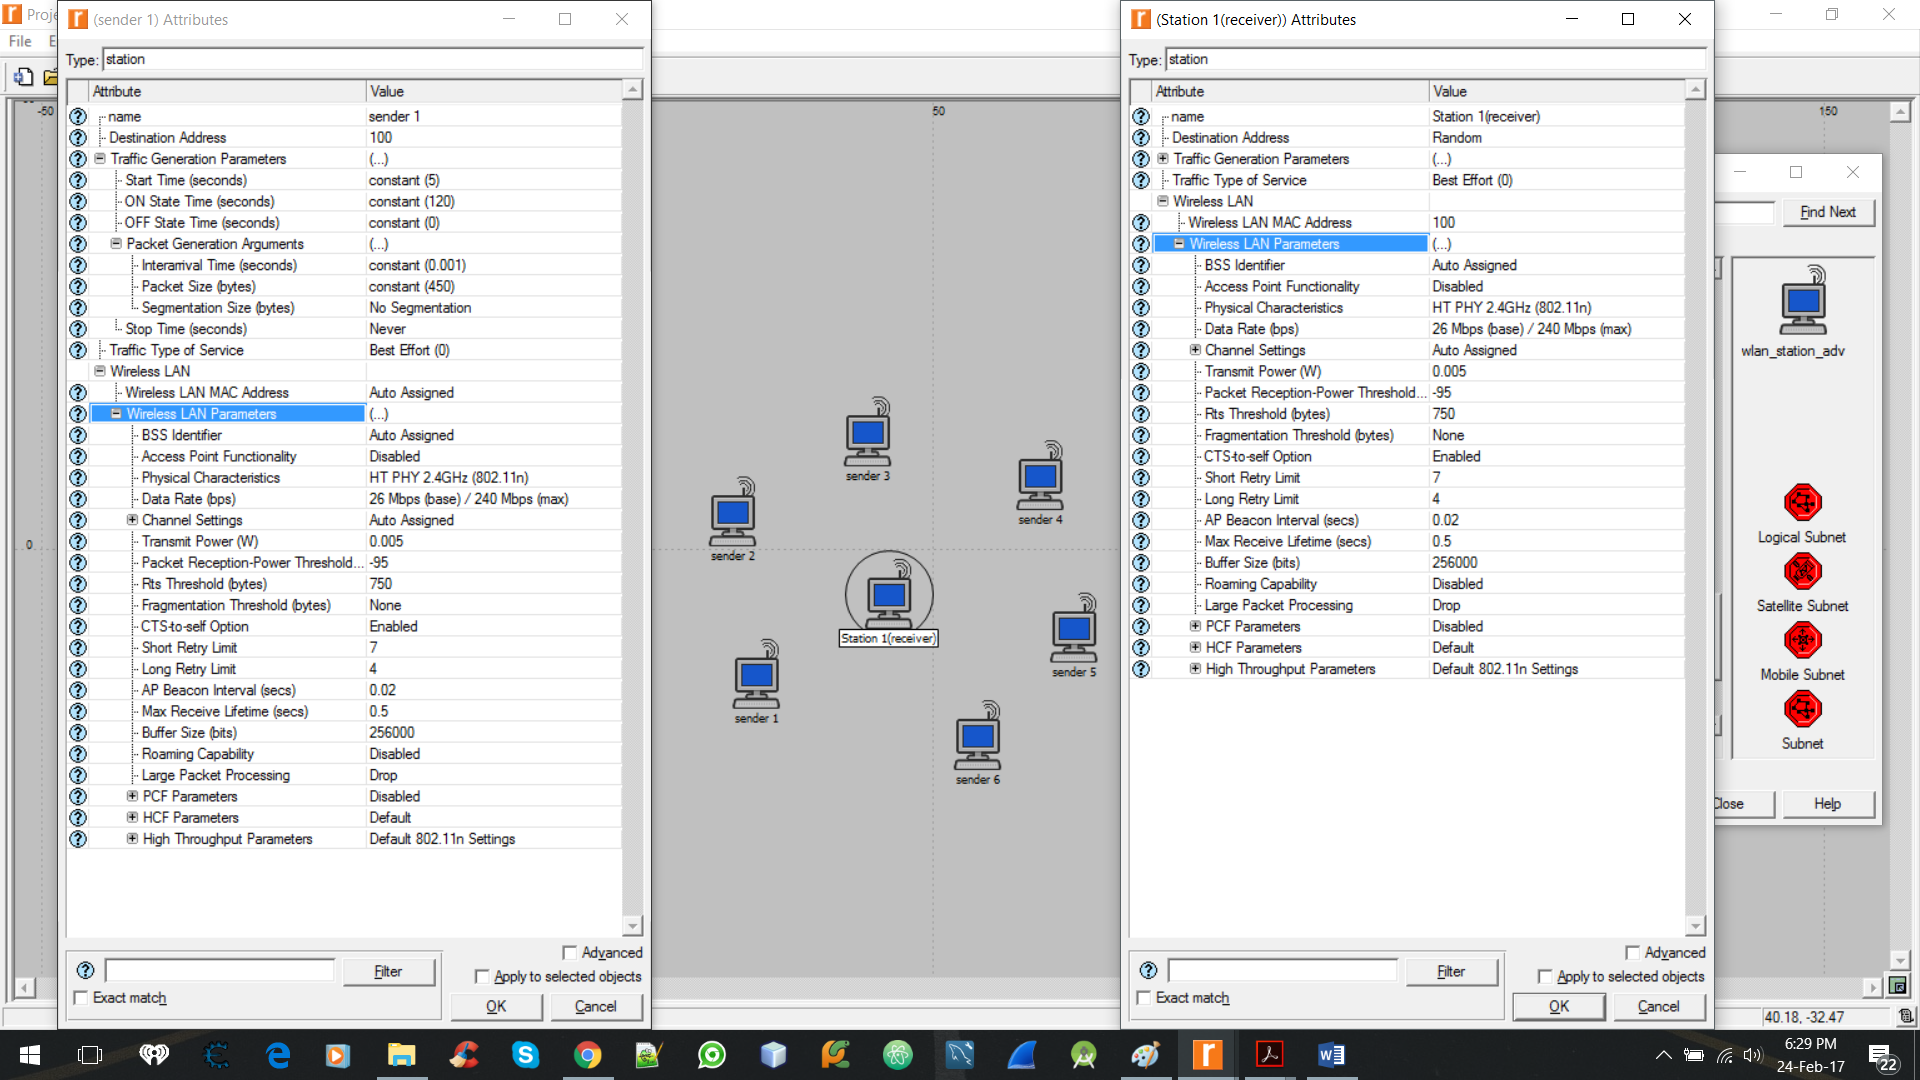 Proje
File E
(sender 1) Attributes
Type: station
Attribute Value
name sender 1
Destination Address 100
Traffic Generation Parameters (...)
Start Time (seconds) constant (5)
ON State Time (seconds) constant (120)
OFF State Time (seconds) constant (0)
Packet Generation Arguments (...)
Interarrival Time (seconds) constant (0.001)
Packet Size (bytes) constant (450)
Segmentation Size (bytes) No Segmentation
Stop Time (seconds) Never
Traffic Type of Service Best Effort (0)
Wireless LAN
Wireless LAN MAC Address Auto Assigned
Wireless LAN Parameters (...)
BSS Identifier Auto Assigned
Access Point Functionality Disabled
Physical Characteristics HT PHY 2.4GHz (802.11n)
Data Rate (bps) 26 Mbps (base) / 240 Mbps (max)
Channel Settings Auto Assigned
Transmit Power (W) 0.005
Packet Reception-Power Threshold... -95
Rts Threshold (bytes) 750
Fragmentation Threshold (bytes) None
CTS-to-self Option Enabled
Short Retry Limit 7
Long Retry Limit 4
AP Beacon Interval (secs) 0.02
Max Receive Lifetime (secs) 0.5
Buffer Size (bits) 256000
Roaming Capability Disabled
Large Packet Processing Drop
PCF Parameters Disabled
HCF Parameters Default
High Throughput Parameters Default 802.11n Settings
Advanced
Filter
Apply to selected objects
Exact match
OK Cancel
-50
0
50
150
sender 3
sender 4
sender 2
Station 1(receiver)
sender 5
sender 1
sender 6
(Station 1(receiver)) Attributes
Type: station
Attribute Value
name Station 1(receiver)
Destination Address Random
Traffic Generation Parameters (...)
Traffic Type of Service Best Effort (0)
Wireless LAN
Wireless LAN MAC Address 100
Wireless LAN Parameters (...)
BSS Identifier Auto Assigned
Access Point Functionality Disabled
Physical Characteristics HT PHY 2.4GHz (802.11n)
Data Rate (bps) 26 Mbps (base) / 240 Mbps (max)
Channel Settings Auto Assigned
Transmit Power (W) 0.005
Packet Reception-Power Threshold... -95
Rts Threshold (bytes) 750
Fragmentation Threshold (bytes) None
CTS-to-self Option Enabled
Short Retry Limit 7
Long Retry Limit 4
AP Beacon Interval (secs) 0.02
Max Receive Lifetime (secs) 0.5
Buffer Size (bits) 256000
Roaming Capability Disabled
Large Packet Processing Drop
PCF Parameters Disabled
HCF Parameters Default
High Throughput Parameters Default 802.11n Settings
Advanced
Filter
Apply to selected objects
Exact match
OK Cancel
Find Next
wlan_station_adv
Logical Subnet
Satellite Subnet
Mobile Subnet
Subnet
Close Help
40.18, -32.47
6:29 PM
24-Feb-17
22